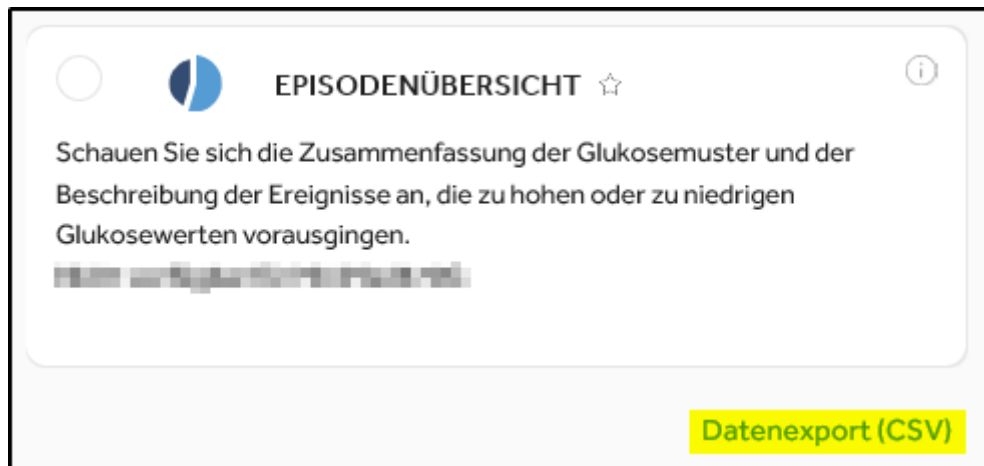 EPISODENÜBERSICHT
Schauen Sie sich die Zusammenfassung der Glukosemuster und der
Beschreibung der Ereignisse an, die zu hohen oder zu niedrigen
Glukosewerten vorausgingen.
Datenexport (CSV)